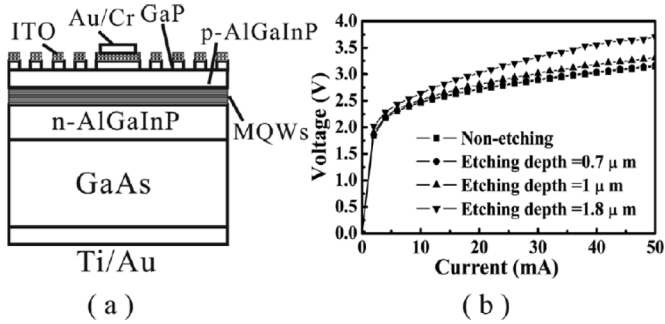 Au/Cr GaP
ITO
p-AlGaInP
MQWs
n-AlGaInP
GaAs
Ti/Au
( a )
4.0
3.5
3.0
2.5
2.0
1.5
1.0
0.5
0.0
Voltage (V)
Non-etching
Etching depth =0.7 μ m
Etching depth =1 μ m
Etching depth =1.8 μ m
0 10 20 30 40 50
Current (mA)
( b )